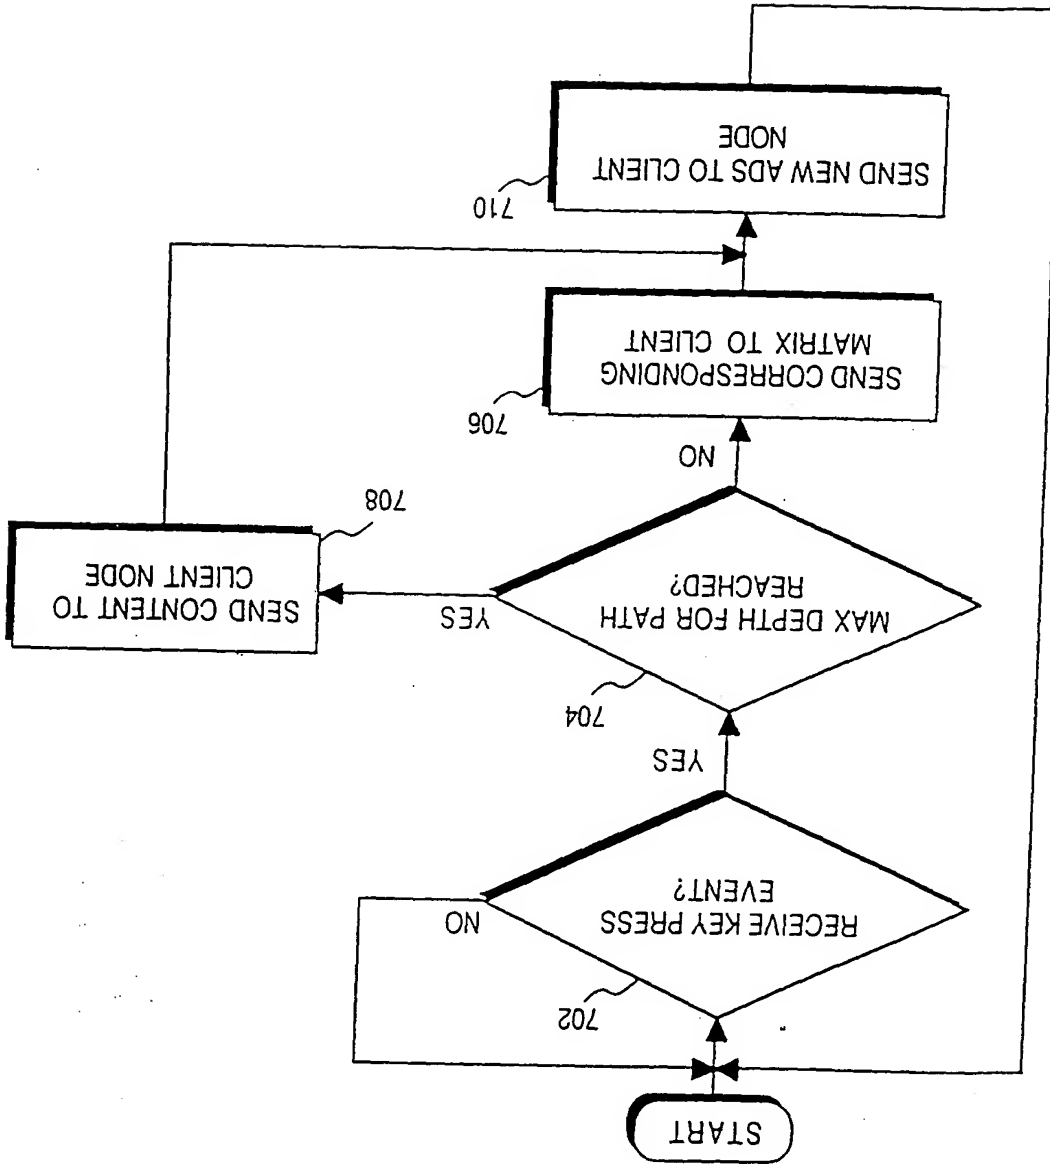 START
702
RECEIVE KEY PRESS
EVENT?
NO
YES
704
MAX DEPTH FOR PATH
REACHED?
YES
708
SEND CONTENT TO
CLIENT NODE
NO
706
SEND CORRESPONDING
MATRIX TO CLIENT
710
SEND NEW ADS TO CLIENT
NODE